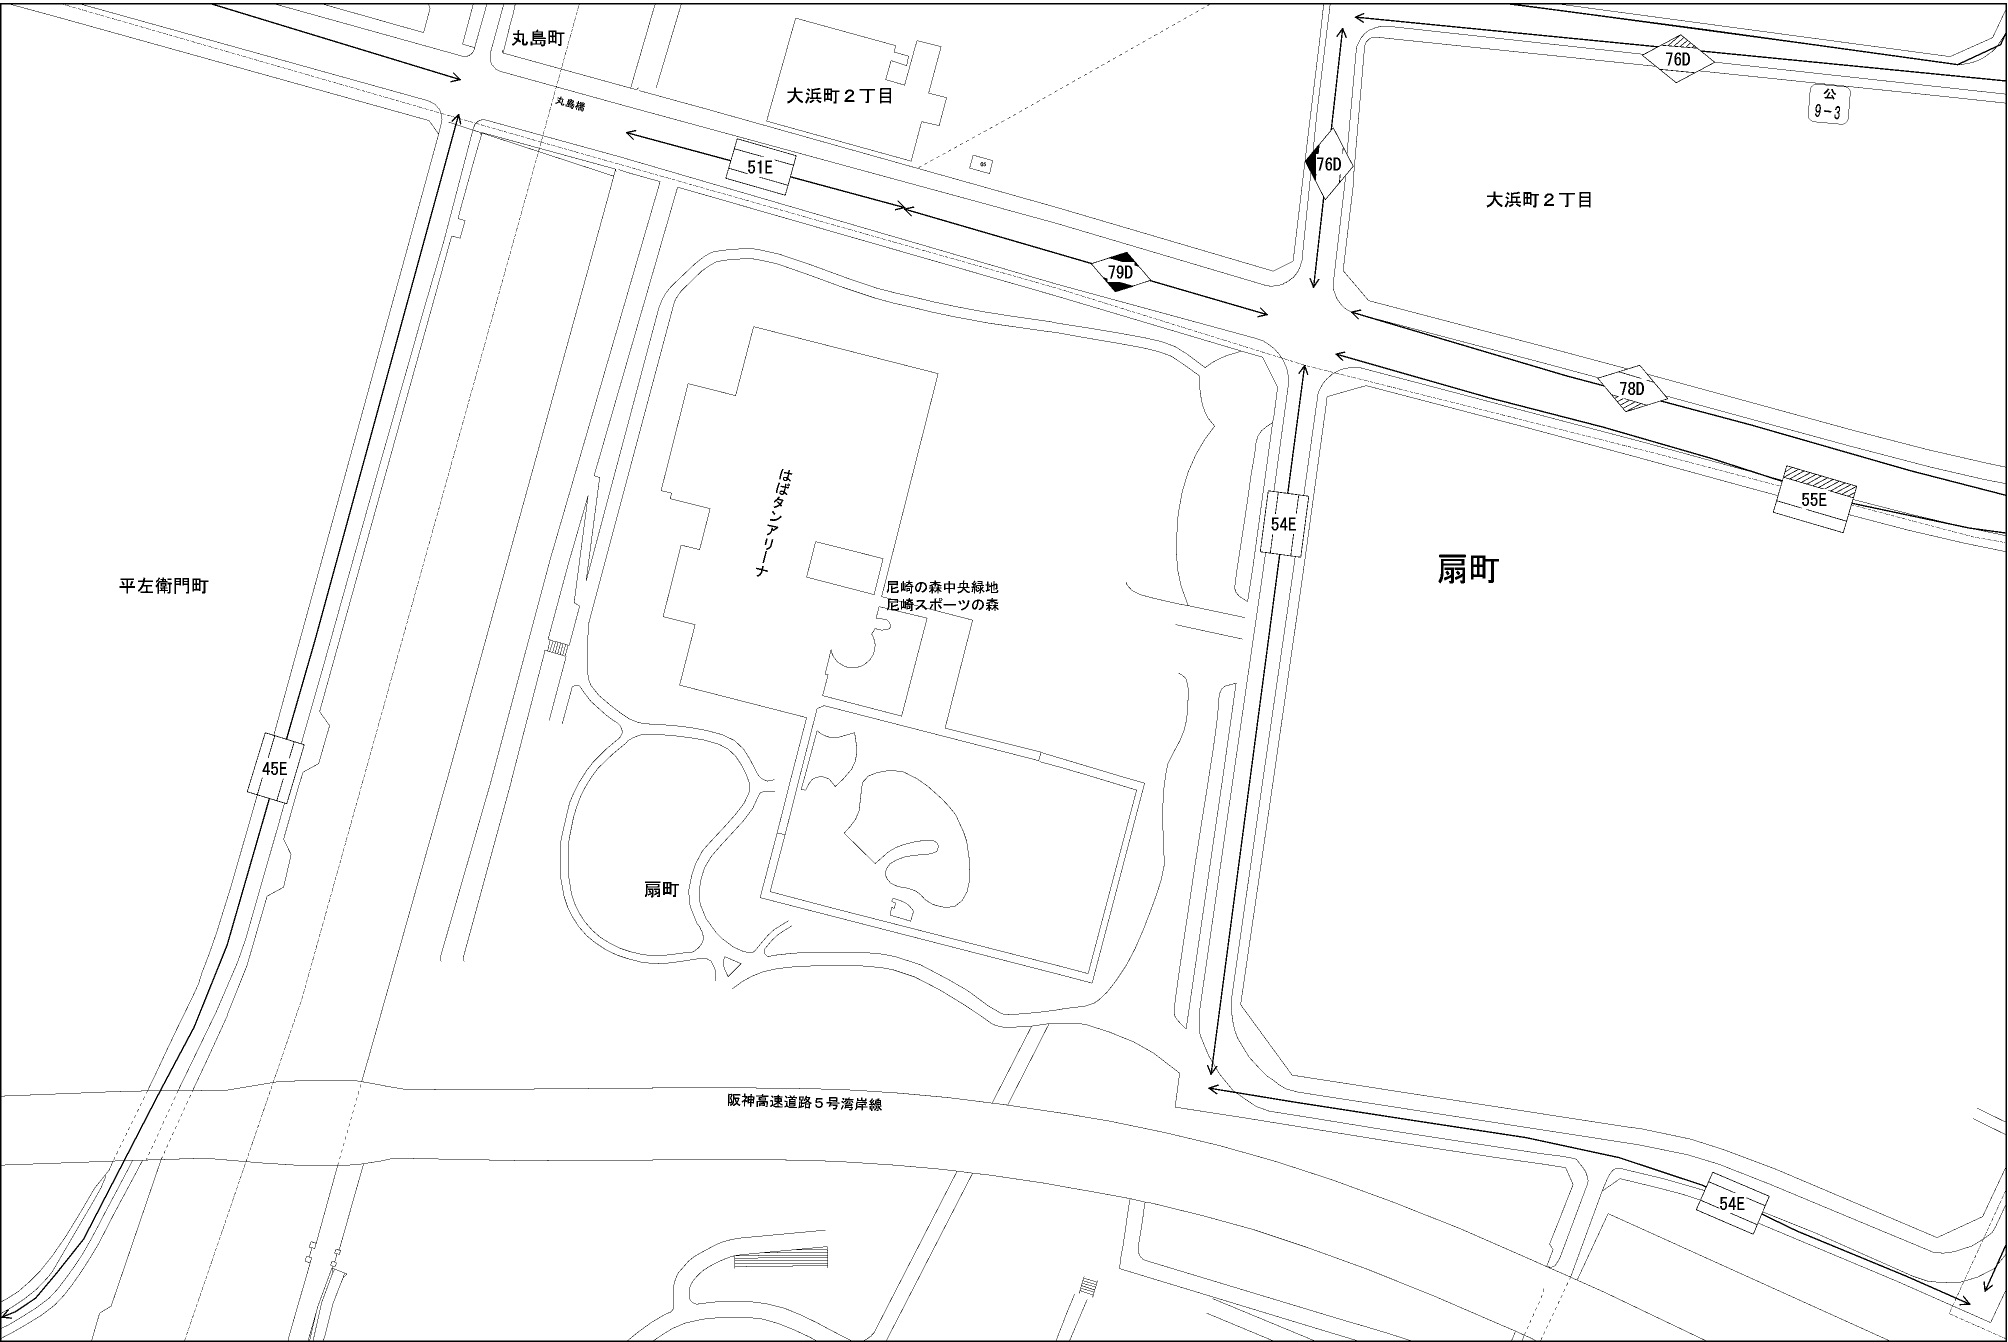 丸島町
76D
公
9-3
大浜町２丁目
丸島橋
51E
76D
65
大浜町２丁目
79D
78D
はばタンアリーナ
55E
54E
扇町
平左衛門町
尼崎の森中央緑地
尼崎スポーツの森
45E
扇町
阪神高速道路５号湾岸線
54E